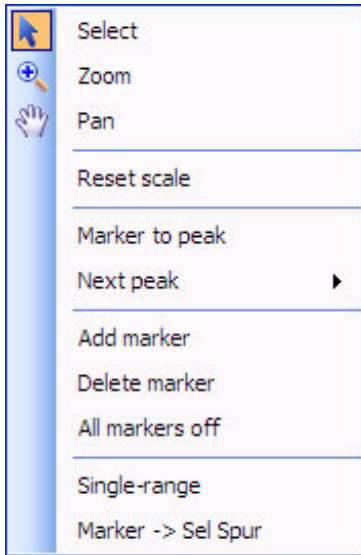 Select
Zoom
Pan
Reset scale
Marker to peak
Next peak
Add marker
Delete marker
All markers off
Single-range
Marker -> Sel Spur